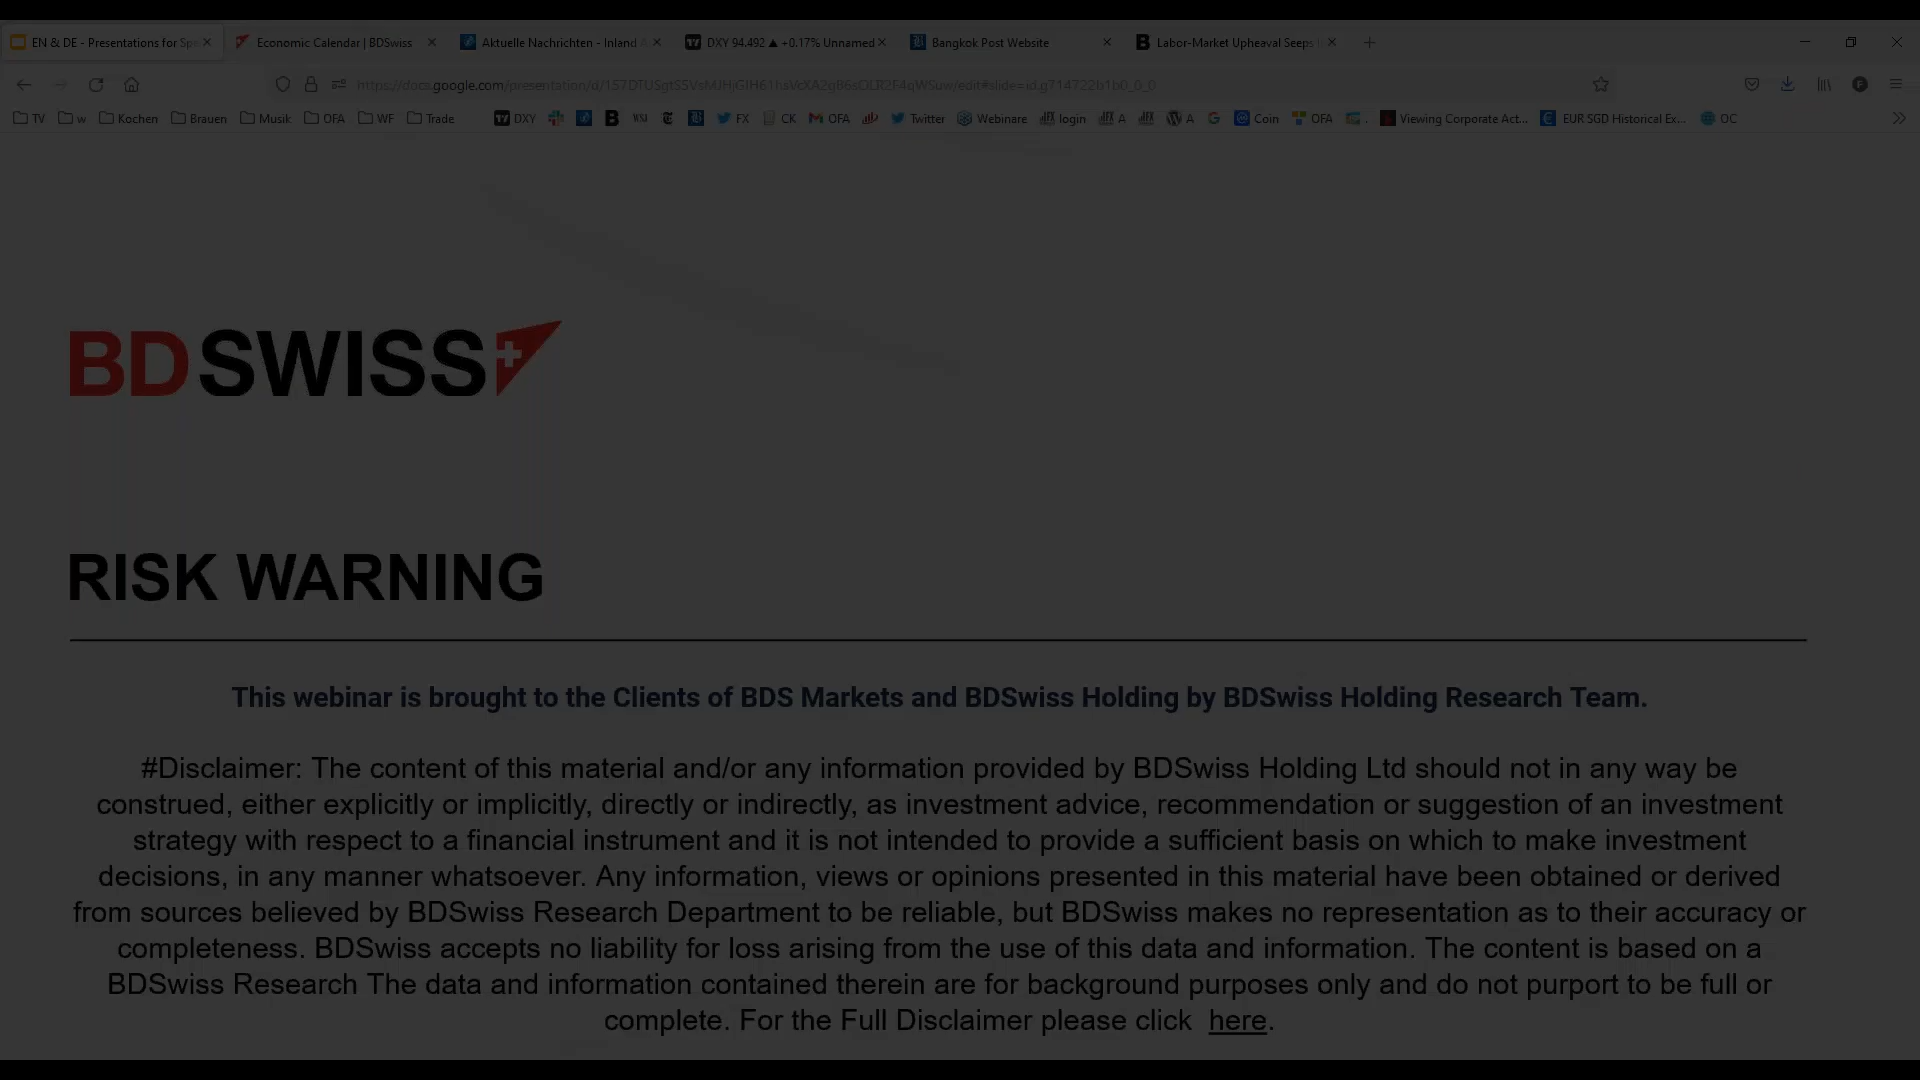 EN & DE - Presentations for Spe
Economic Calendar | BDSwiss
Aktuelle Nachrichten - Inland
DXY 94.492 ▲ +0.17% Unnamed
Bangkok Post Website
Labor-Market Upheaval Seeps
TV w Kochen Brauen Musik OFA WF Trade DXY B WSJ FX CK OFA Twitter Webinare login A A G Coin OFA Viewing Corporate Act... EUR SGD Historical Ex... OC
BDSWISS
RISK WARNING
This webinar is brought to the Clients of BDS Markets and BDSwiss Holding by BDSwiss Holding Research Team.
#Disclaimer: The content of this material and/or any information provided by BDSwiss Holding Ltd should not in any way be
construed, either explicitly or implicitly, directly or indirectly, as investment advice, recommendation or suggestion of an investment
strategy with respect to a financial instrument and it is not intended to provide a sufficient basis on which to make investment
decisions, in any manner whatsoever. Any information, views or opinions presented in this material have been obtained or derived
from sources believed by BDSwiss Research Department to be reliable, but BDSwiss makes no representation as to their accuracy or
completeness. BDSwiss accepts no liability for loss arising from the use of this data and information. The content is based on a
BDSwiss Research The data and information contained therein are for background purposes only and do not purport to be full or
complete. For the Full Disclaimer please click here.